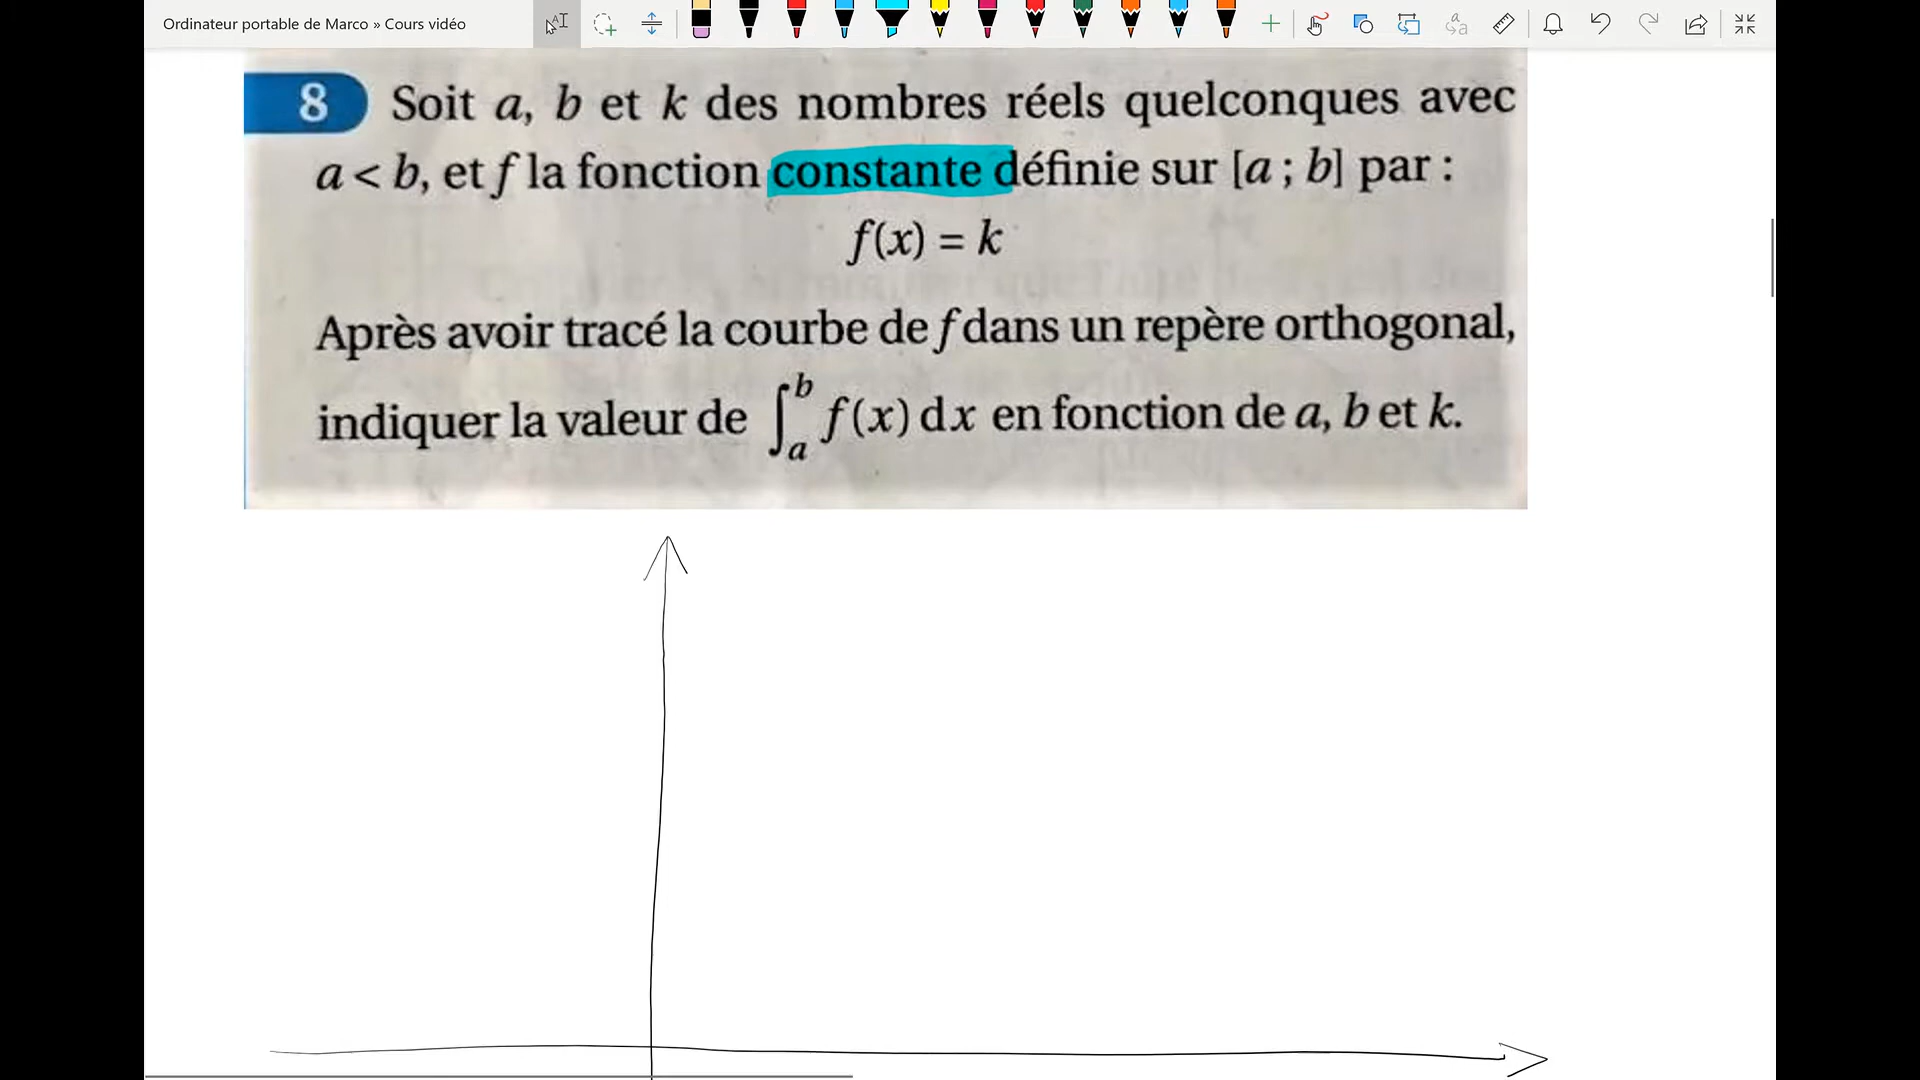 Ordinateur portable de Marco » Cours vidéo
8 Soit a, b et k des nombres réels quelconques avec
a < b, et f la fonction constante définie sur [a ; b] par :
f(x) = k
Après avoir tracé la courbe de f dans un repère orthogonal,
indiquer la valeur de ∫_a^b f(x) dx en fonction de a, b et k.